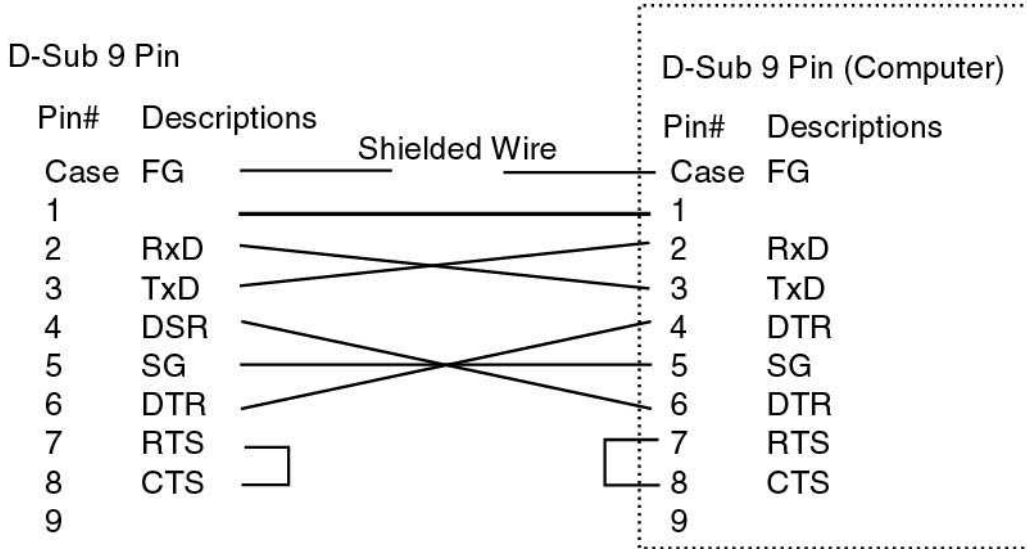 D-Sub 9 Pin
Pin# Descriptions
Case FG
1
2 RxD
3 TxD
4 DSR
5 SG
6 DTR
7 RTS
8 CTS
9
Shielded Wire
D-Sub 9 Pin (Computer)
Pin# Descriptions
Case FG
1
2 RxD
3 TxD
4 DTR
5 SG
6 DTR
7 RTS
8 CTS
9